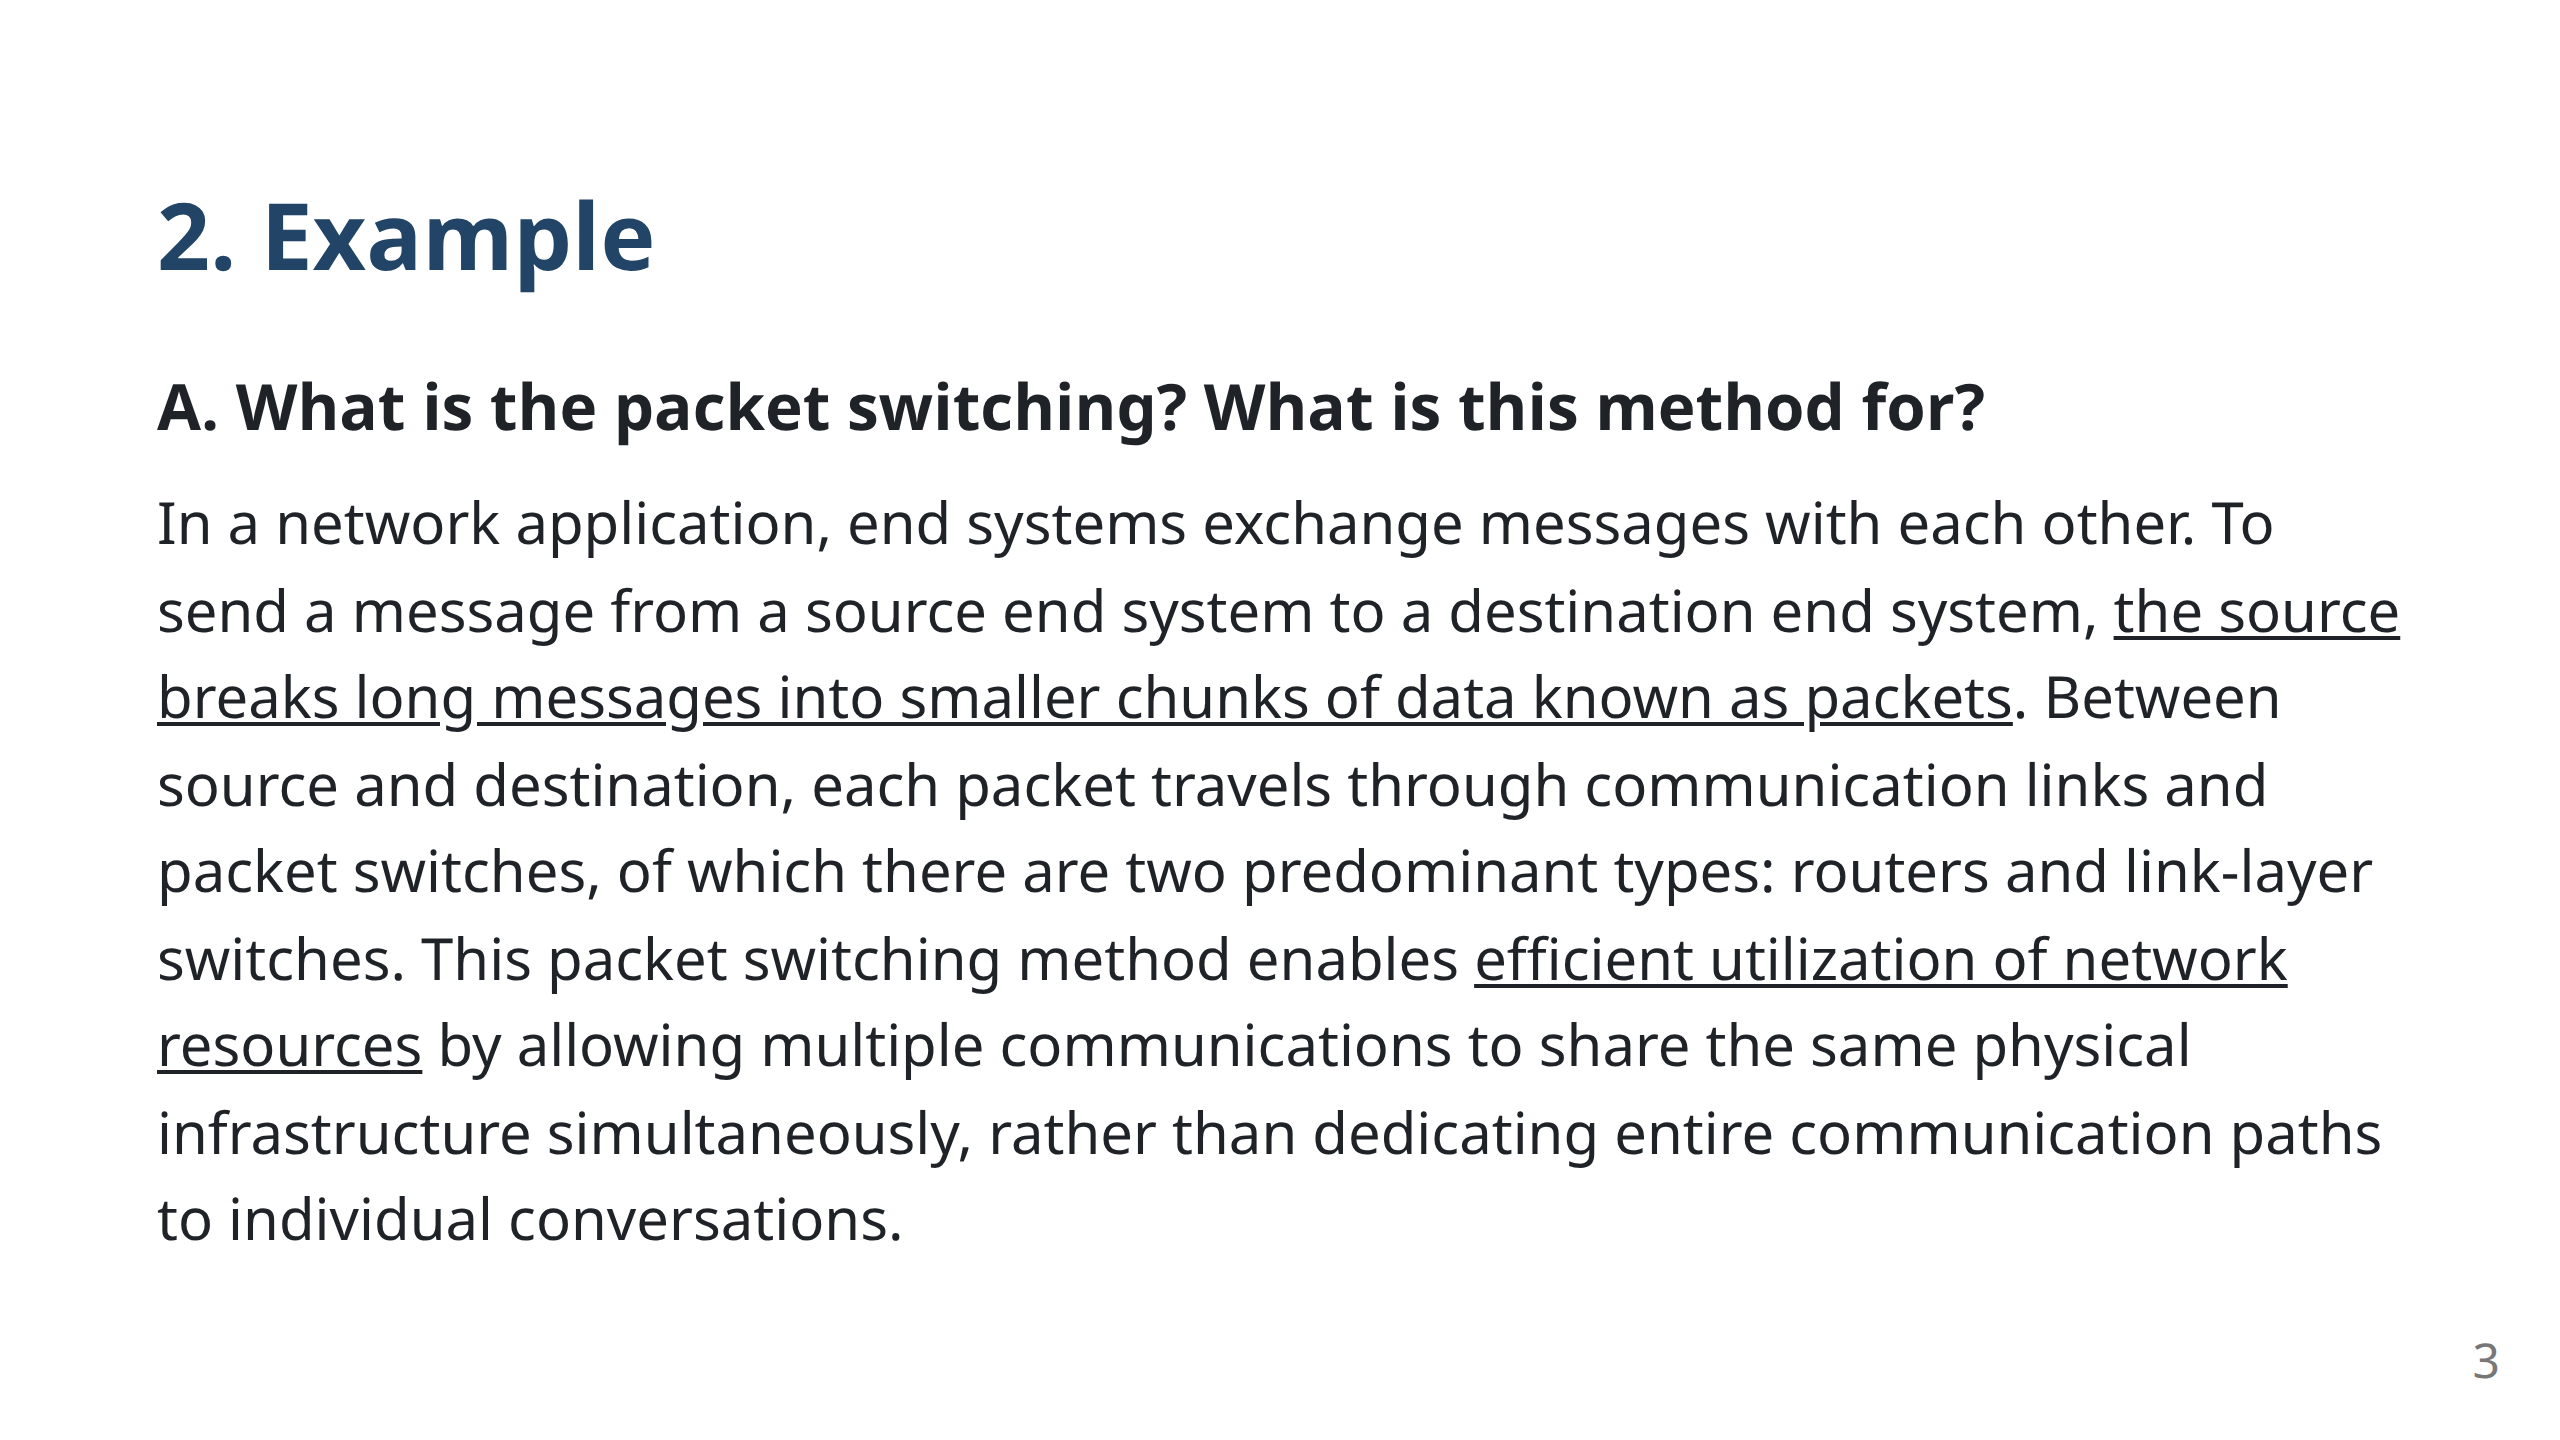 2. Example
A. What is the packet switching? What is this method for?
In a network application, end systems exchange messages with each other. To
send a message from a source end system to a destination end system, the source
breaks long messages into smaller chunks of data known as packets. Between
source and destination, each packet travels through communication links and
packet switches, of which there are two predominant types: routers and link-layer
switches. This packet switching method enables efficient utilization of network
resources by allowing multiple communications to share the same physical
infrastructure simultaneously, rather than dedicating entire communication paths
to individual conversations.
3